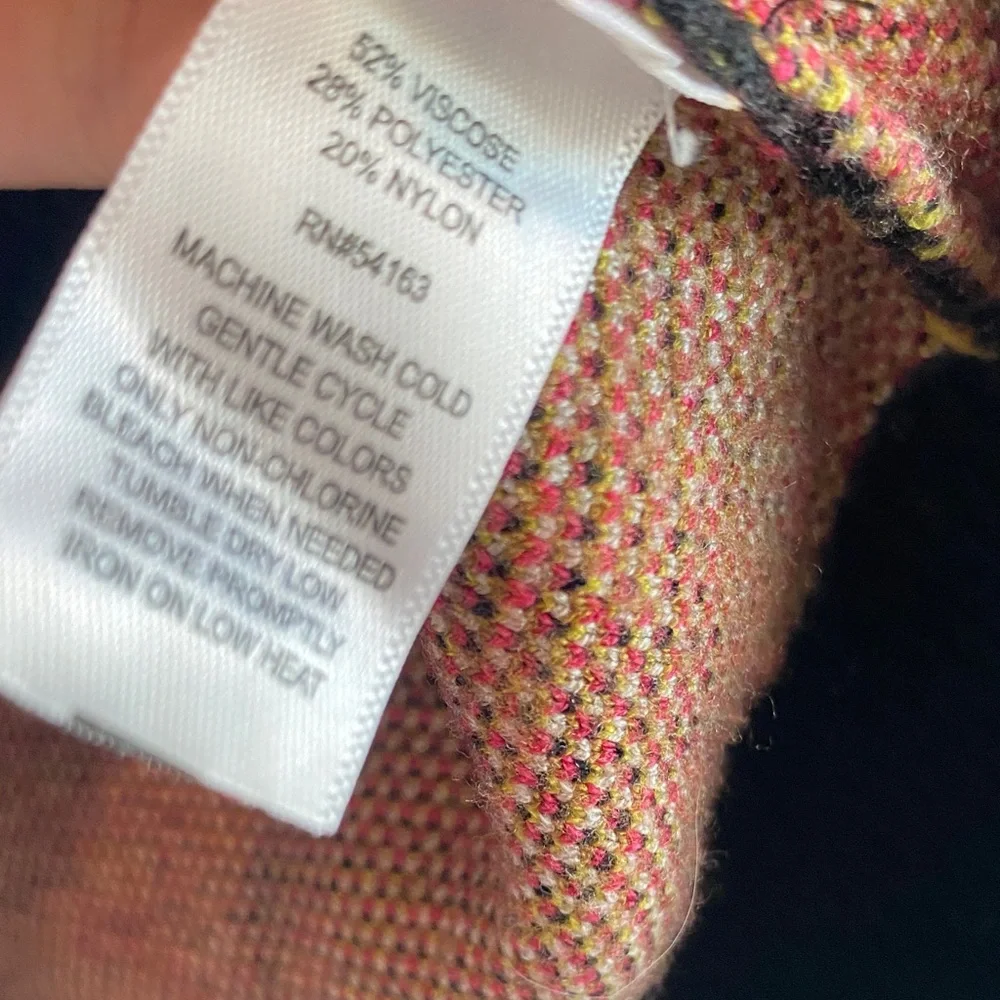 52% VISCOSE
28% POLYESTER
20% NYLON
RN#54163
MACHINE WASH COLD
GENTLE CYCLE
WITH LIKE COLORS
ONLY NON-CHLORINE
BLEACH WHEN NEEDED
TUMBLE DRY LOW
REMOVE PROMPTLY
IRON ON LOW HEAT